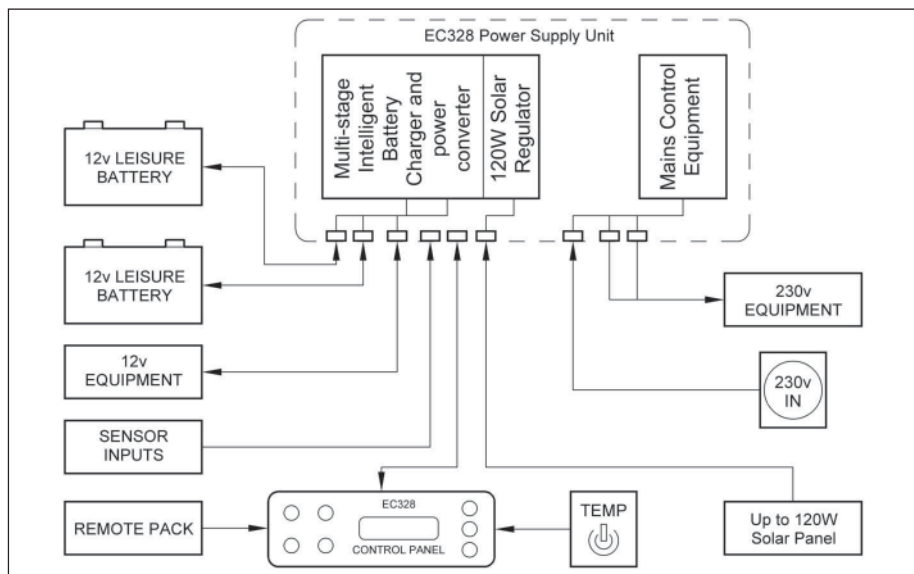 EC328 Power Supply Unit
Multi-stage
Intelligent
Battery
Charger and
power
converter
120W Solar
Regulator
Mains Control
Equipment
12v LEISURE
BATTERY
12v LEISURE
BATTERY
12v
EQUIPMENT
SENSOR
INPUTS
REMOTE PACK
EC328
CONTROL PANEL
TEMP
230v
EQUIPMENT
230v
IN
Up to 120W
Solar Panel